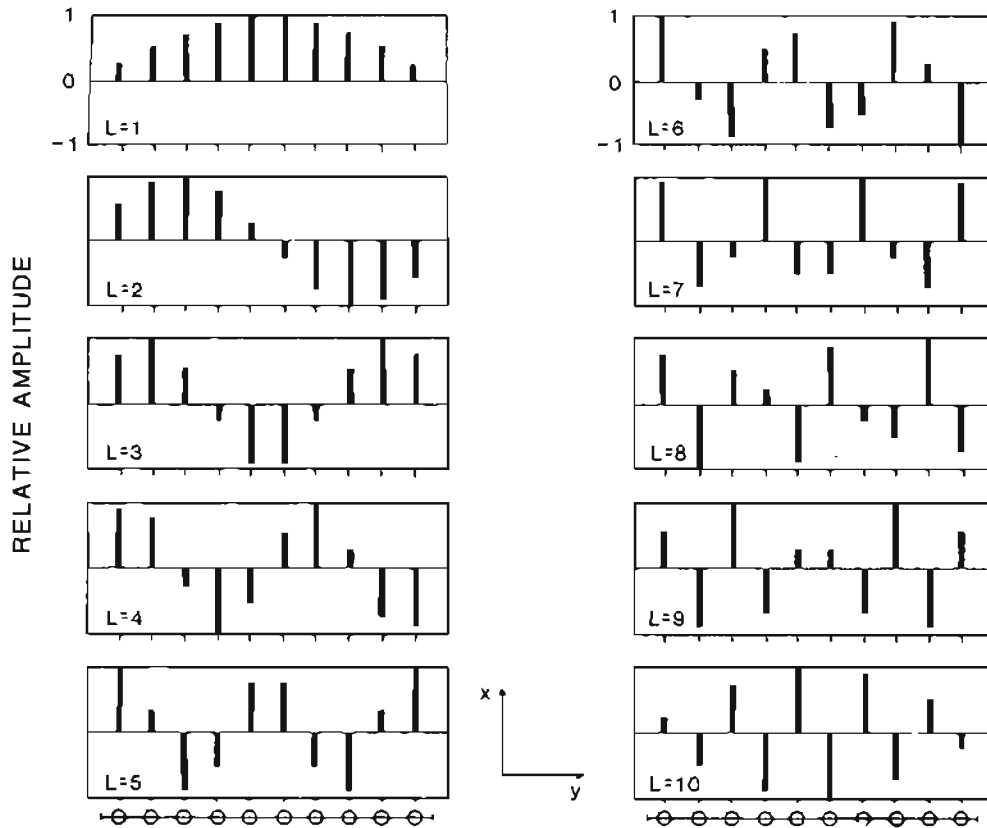 RELATIVE AMPLITUDE
1
0
-1
L=1
L=2
L=3
L=4
L=5
x
y
1
0
-1
L=6
L=7
L=8
L=9
L=10